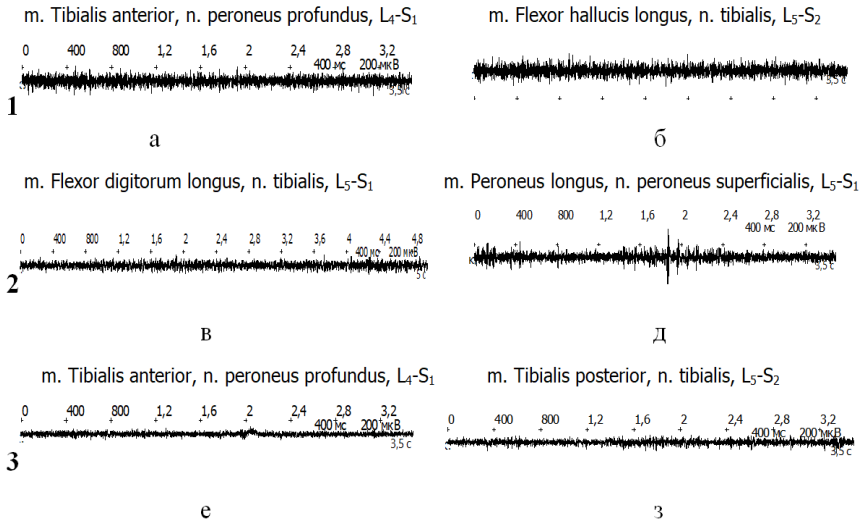 m. Tibialis anterior, n. peroneus profundus, L4-S1
0 400 800 1,2 1,6 2 2,4 2,8 3,2
400 мс 200 мкВ
3,5 с
m. Flexor hallucis longus, n. tibialis, L5-S2
3,5 с
1
а
б
m. Flexor digitorum longus, n. tibialis, L5-S1
0 400 800 1,2 1,6 2 2,4 2,8 3,2 3,6 4 4,4 4,8
400 мс 200 мкВ
5 с
m. Peroneus longus, n. peroneus superficialis, L5-S1
0 400 800 1,2 1,6 2 2,4 2,8 3,2
400 мс 200 мкВ
3,5 с
2
в
д
m. Tibialis anterior, n. peroneus profundus, L4-S1
0 400 800 1,2 1,6 2 2,4 2,8 3,2
400 мс 200 мкВ
3,5 с
m. Tibialis posterior, n. tibialis, L5-S2
0 400 800 1,2 1,6 2 2,4 2,8 3,2
400 мс 200 мкВ
3,5 с
3
е
з